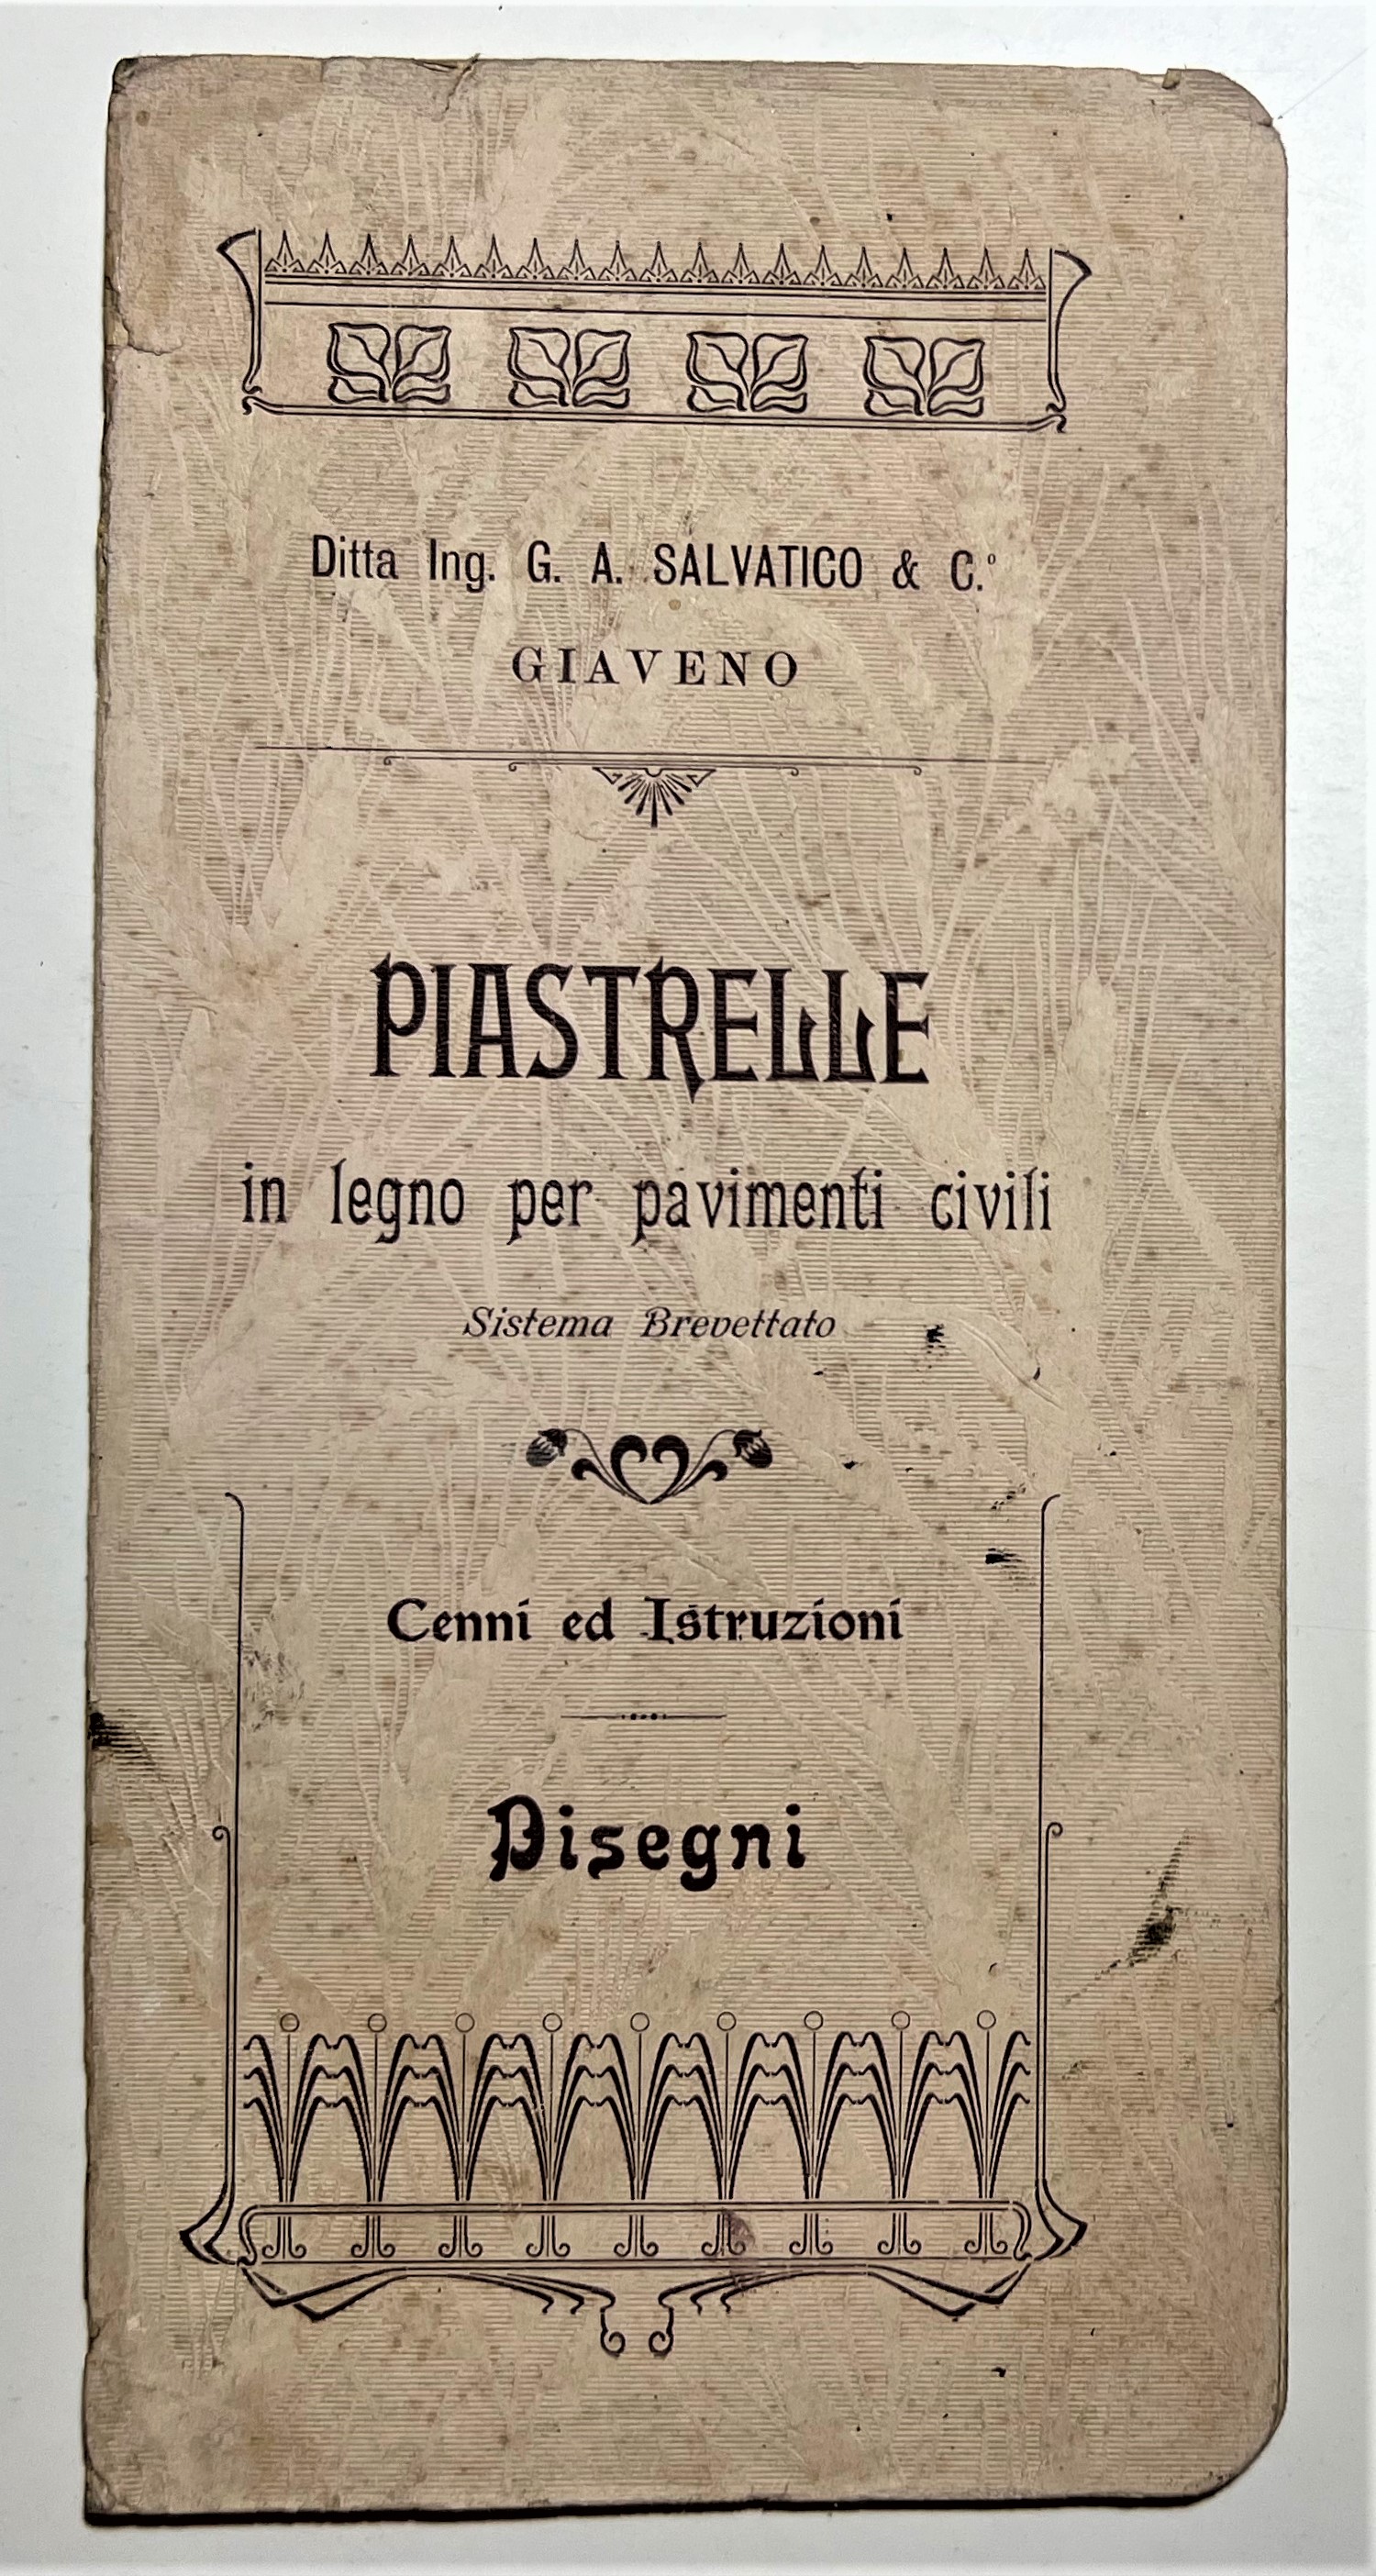 Ditta Ing. G. A. SALVATICO & C.º
GIAVENO
PIASTRELLE
in legno per pavimenti civili
Sistema Brevettato
Cenni ed Istruzioni
Disegni